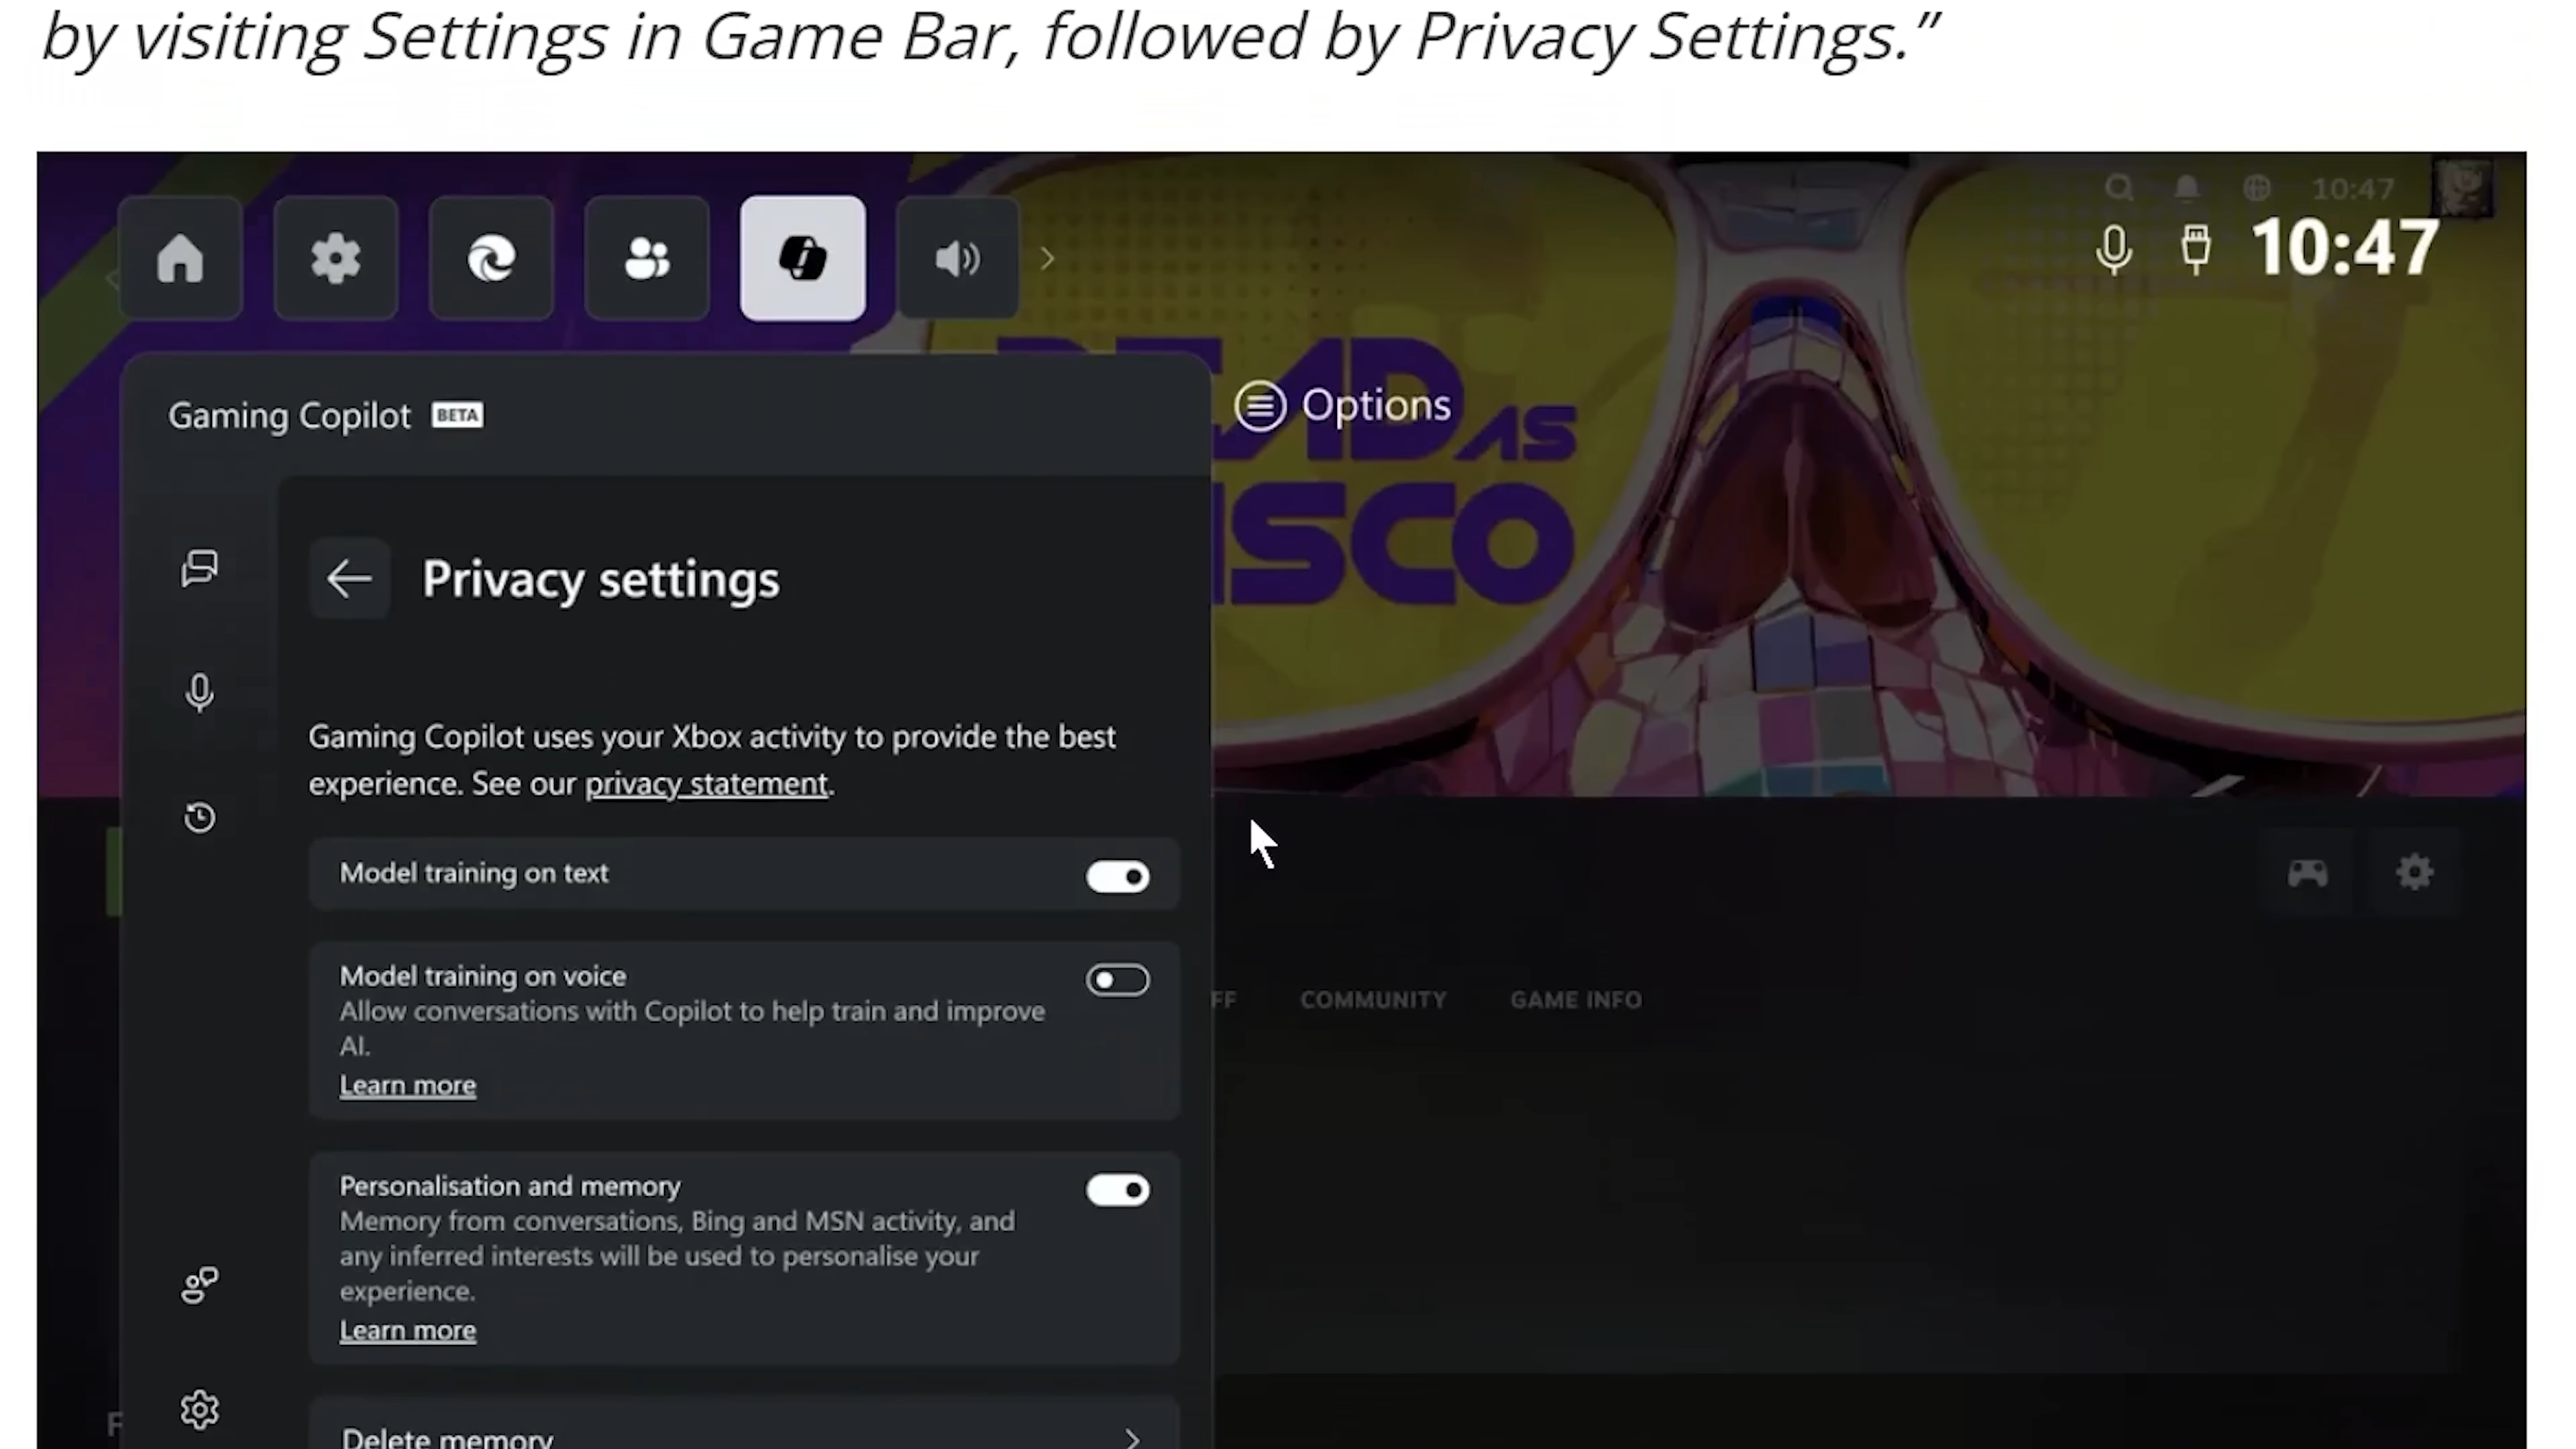 by visiting Settings in Game Bar, followed by Privacy Settings.”
10:47
10:47
Gaming Copilot BETA
Options
AS
ISCO
Privacy settings
Gaming Copilot uses your Xbox activity to provide the best
experience. See our privacy statement.
Model training on text
Model training on voice
Allow conversations with Copilot to help train and improve
AI.
Learn more
FF COMMUNITY GAME INFO
Personalisation and memory
Memory from conversations, Bing and MSN activity, and
any inferred interests will be used to personalise your
experience.
Learn more
Delete memory